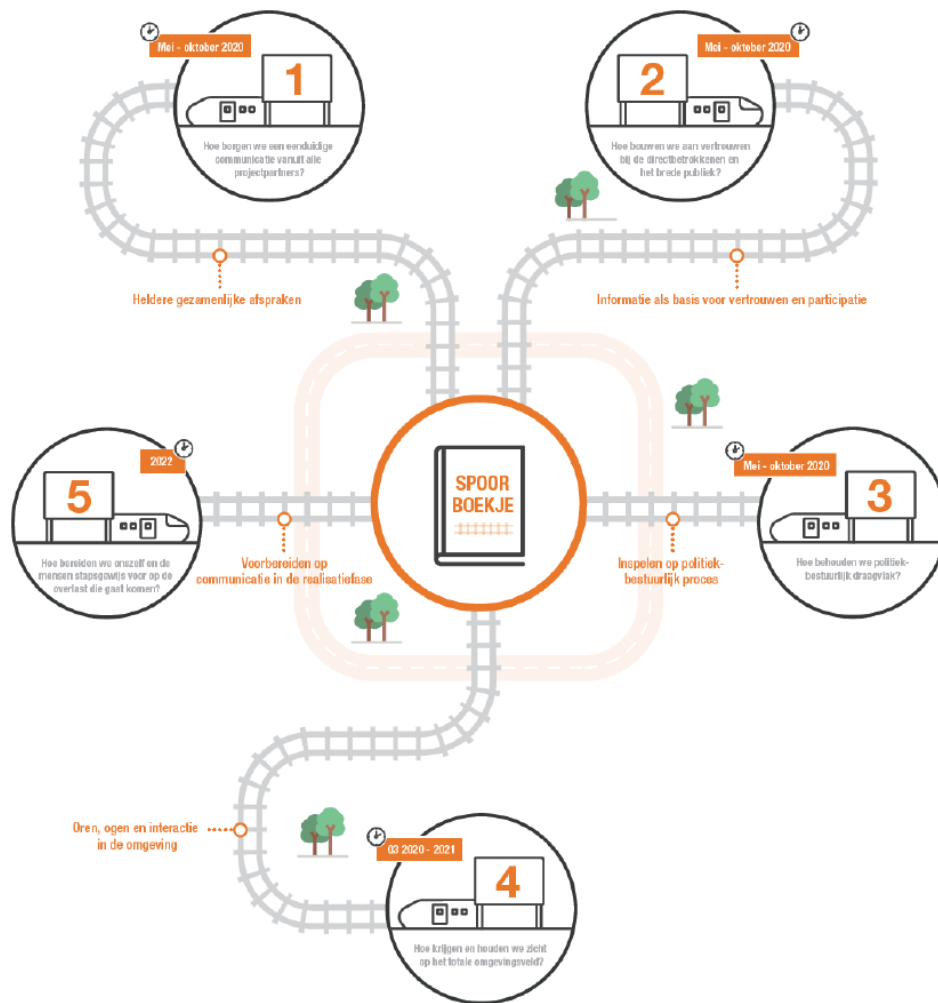 Mei - oktober 2020
1
Hoe borgen we een eenduidige
communicatie vanuit alle
projectpartners?
Mei - oktober 2020
2
Hoe bouwen we aan vertrouwen
bij de directbetrokkenen en
het brede publiek?
Heldere gezamenlijke afspraken
Informatie als basis voor vertrouwen en participatie
2022
5
Hoe bereiden we onszelf en de
mensen stapsgewijs voor op de
overlast die gaat komen?
Voorbereiden op
communicatie in de realisatiefase
SPOOR
BOEKJE
Inspelen op politiek-
bestuurlijk proces
Mei - oktober 2020
3
Hoe behouden we politiek-
bestuurlijk draagvlak?
Oren, ogen en interactie
in de omgeving
03 2020 - 2021
4
Hoe krijgen en houden we zicht
op het totale omgevingsveld?